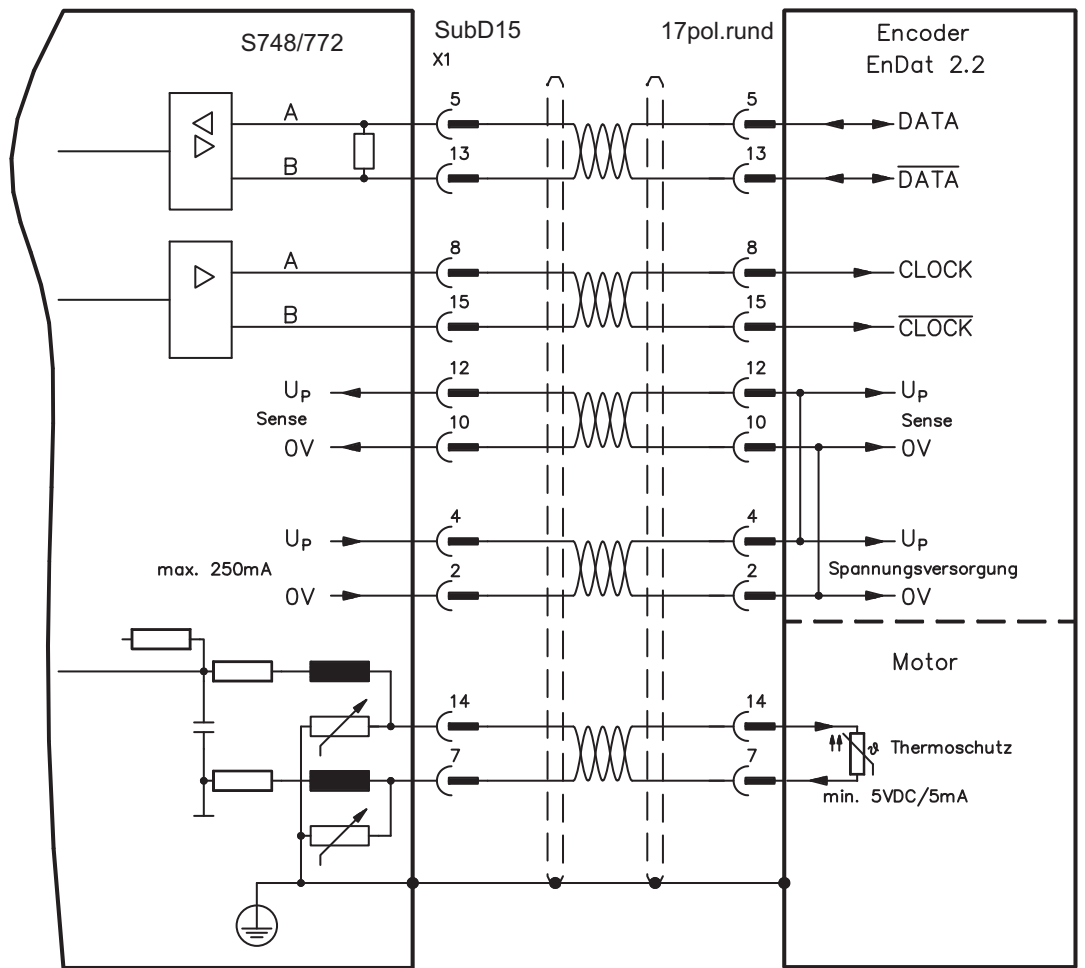 S748/772
SubD15
X1
17pol.rund
Encoder
EnDat 2.2
A
5
5
DATA
B
13
13
DATA
A
8
8
CLOCK
B
15
15
CLOCK
UP
12
12
UP
Sense
Sense
0V
10
10
0V
UP
4
4
UP
max. 250mA
Spannungsversorgung
0V
2
2
0V
Motor
14
14
ϑ Thermoschutz
7
7
min. 5VDC/5mA